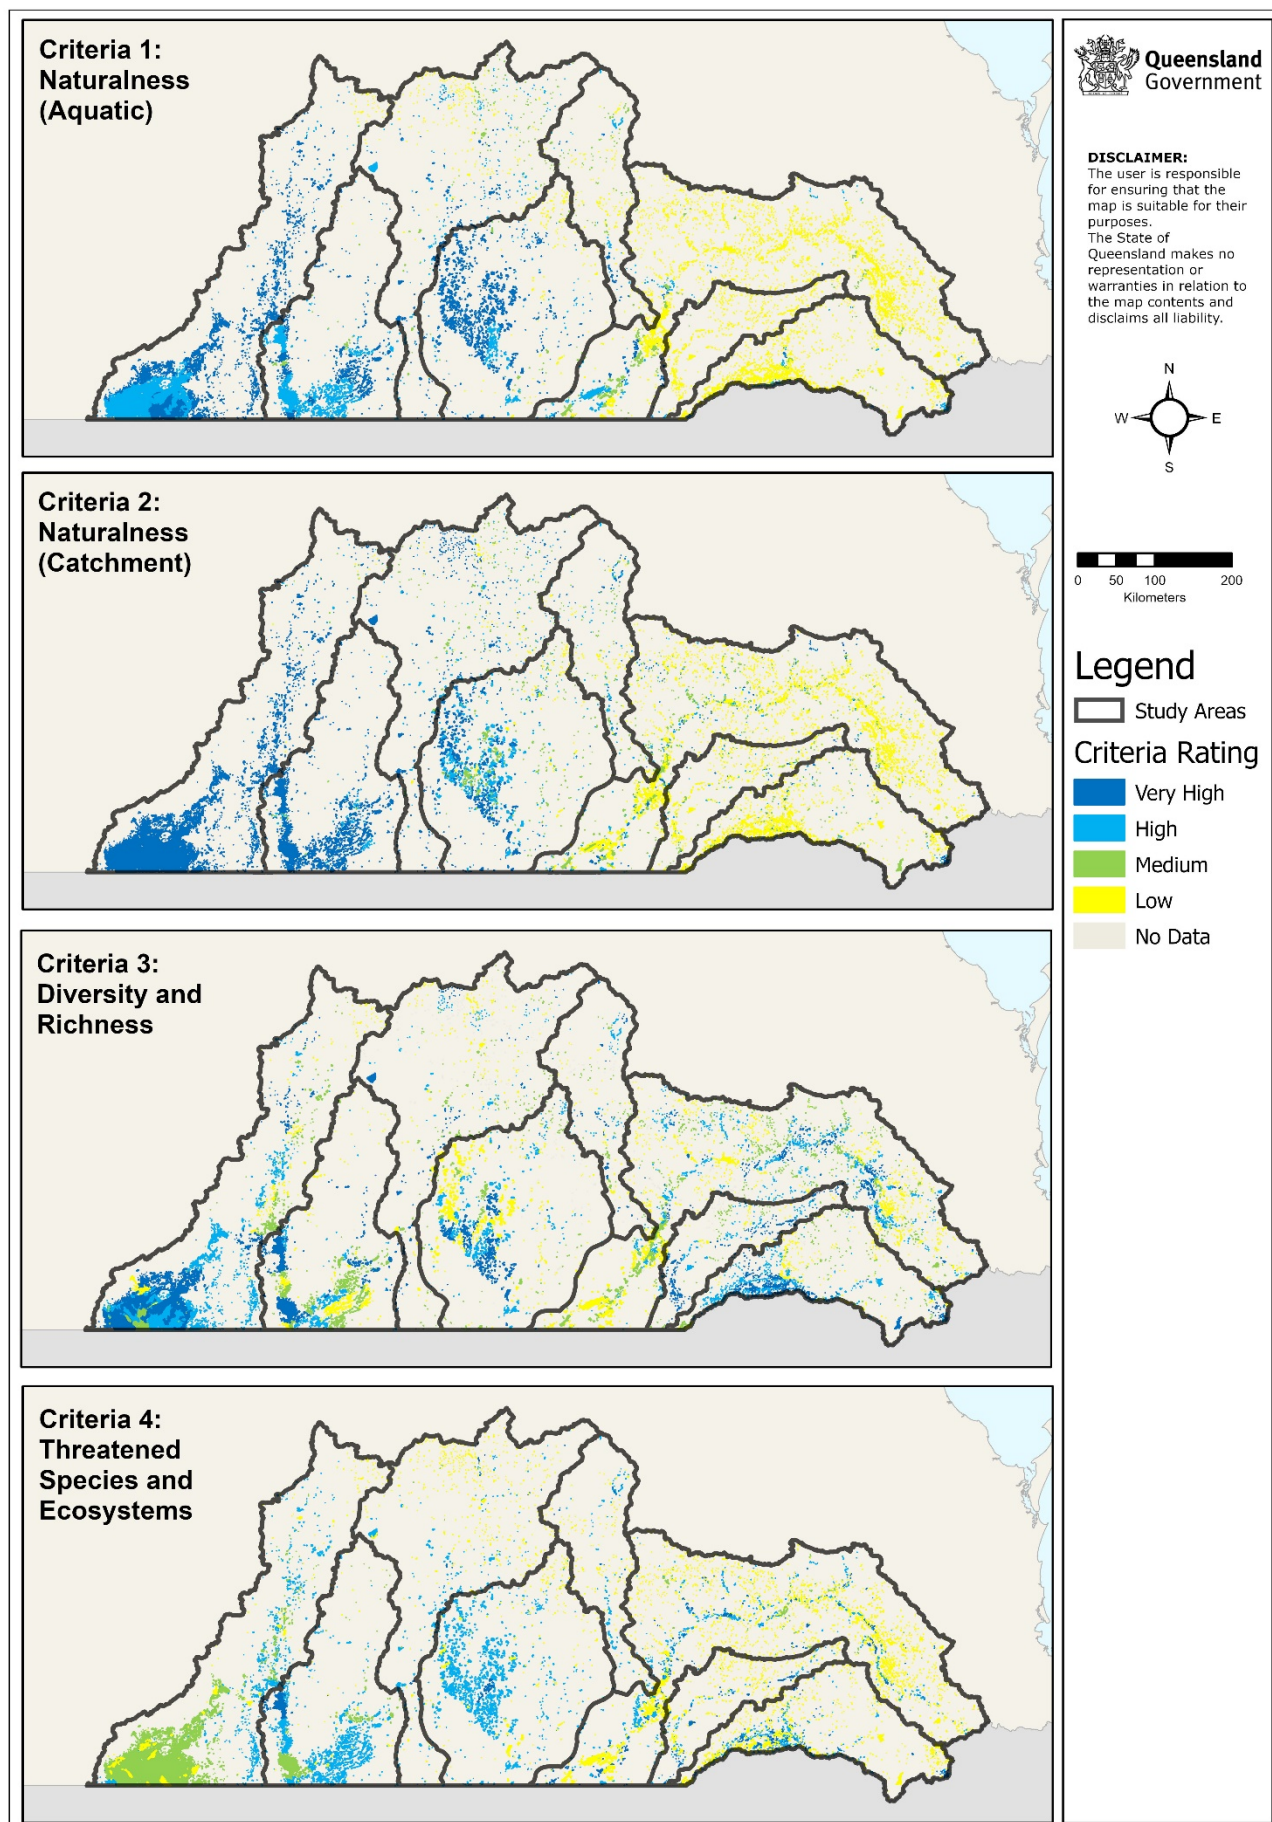 Criteria 1:
Naturalness
(Aquatic)
Criteria 2:
Naturalness
(Catchment)
Criteria 3:
Diversity and
Richness
Criteria 4:
Threatened
Species and
Ecosystems
Queensland
Government
DISCLAIMER:
The user is responsible
for ensuring that the
map is suitable for their
purposes.
The State of
Queensland makes no
representation or
warranties in relation to
the map contents and
disclaims all liability.
N
W E
S
0 50 100 200
Kilometers
Legend
Study Areas
Criteria Rating
Very High
High
Medium
Low
No Data